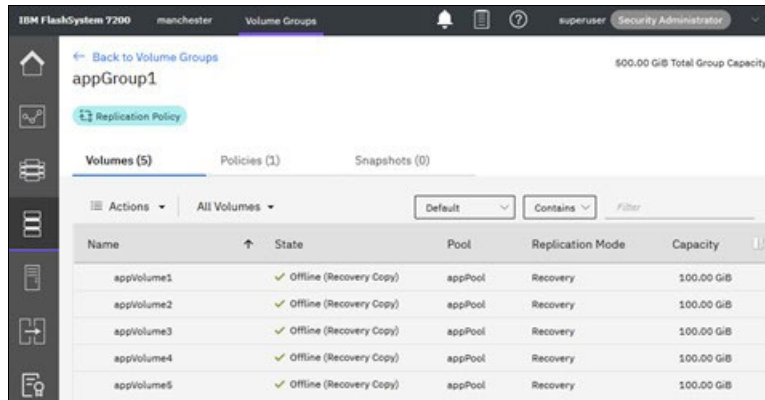 IBM FlashSystem 7200 manchester Volume Groups superuser Security Administrator
← Back to Volume Groups
appGroup1
500.00 GiB Total Group Capacity
Replication Policy
Volumes (5) Policies (1) Snapshots (0)
Actions All Volumes Default Contains Filter
Name ↑ State Pool Replication Mode Capacity
appVolume1 Offline (Recovery Copy) appPool Recovery 100.00 GiB
appVolume2 Offline (Recovery Copy) appPool Recovery 100.00 GiB
appVolume3 Offline (Recovery Copy) appPool Recovery 100.00 GiB
appVolume4 Offline (Recovery Copy) appPool Recovery 100.00 GiB
appVolume5 Offline (Recovery Copy) appPool Recovery 100.00 GiB